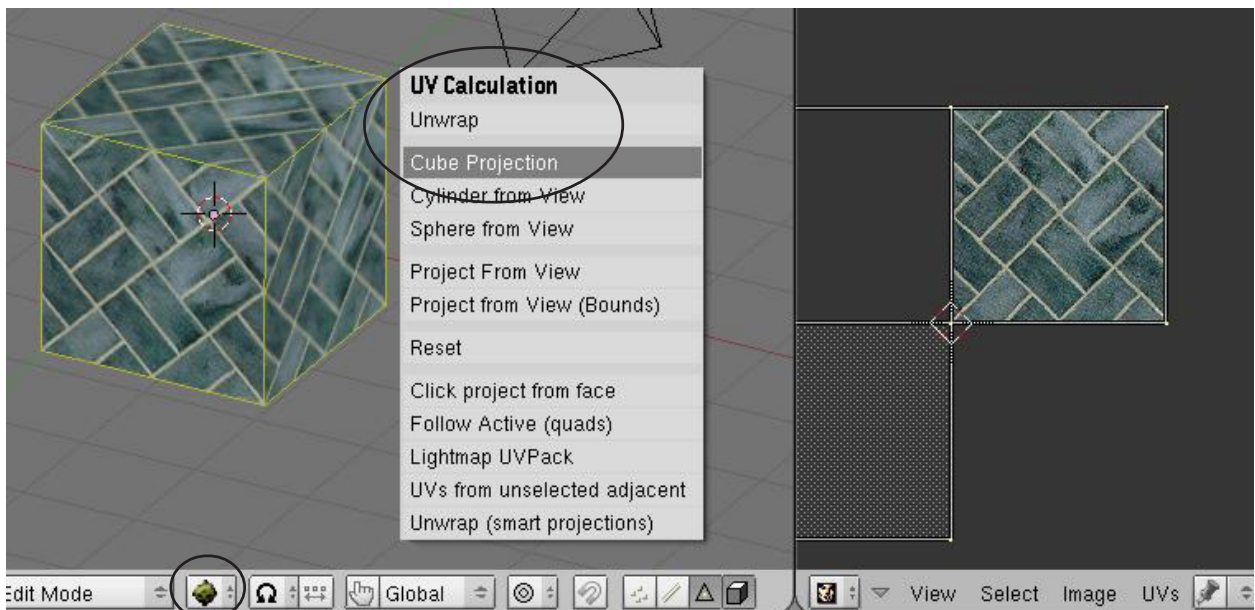 UV Calculation
Unwrap
Cube Projection
Cylinder from View
Sphere from View
Project From View
Project from View (Bounds)
Reset
Click project from face
Follow Active (quads)
Lightmap UVPack
UVs from unselected adjacent
Unwrap (smart projections)
Edit Mode
Global
View Select Image UVs